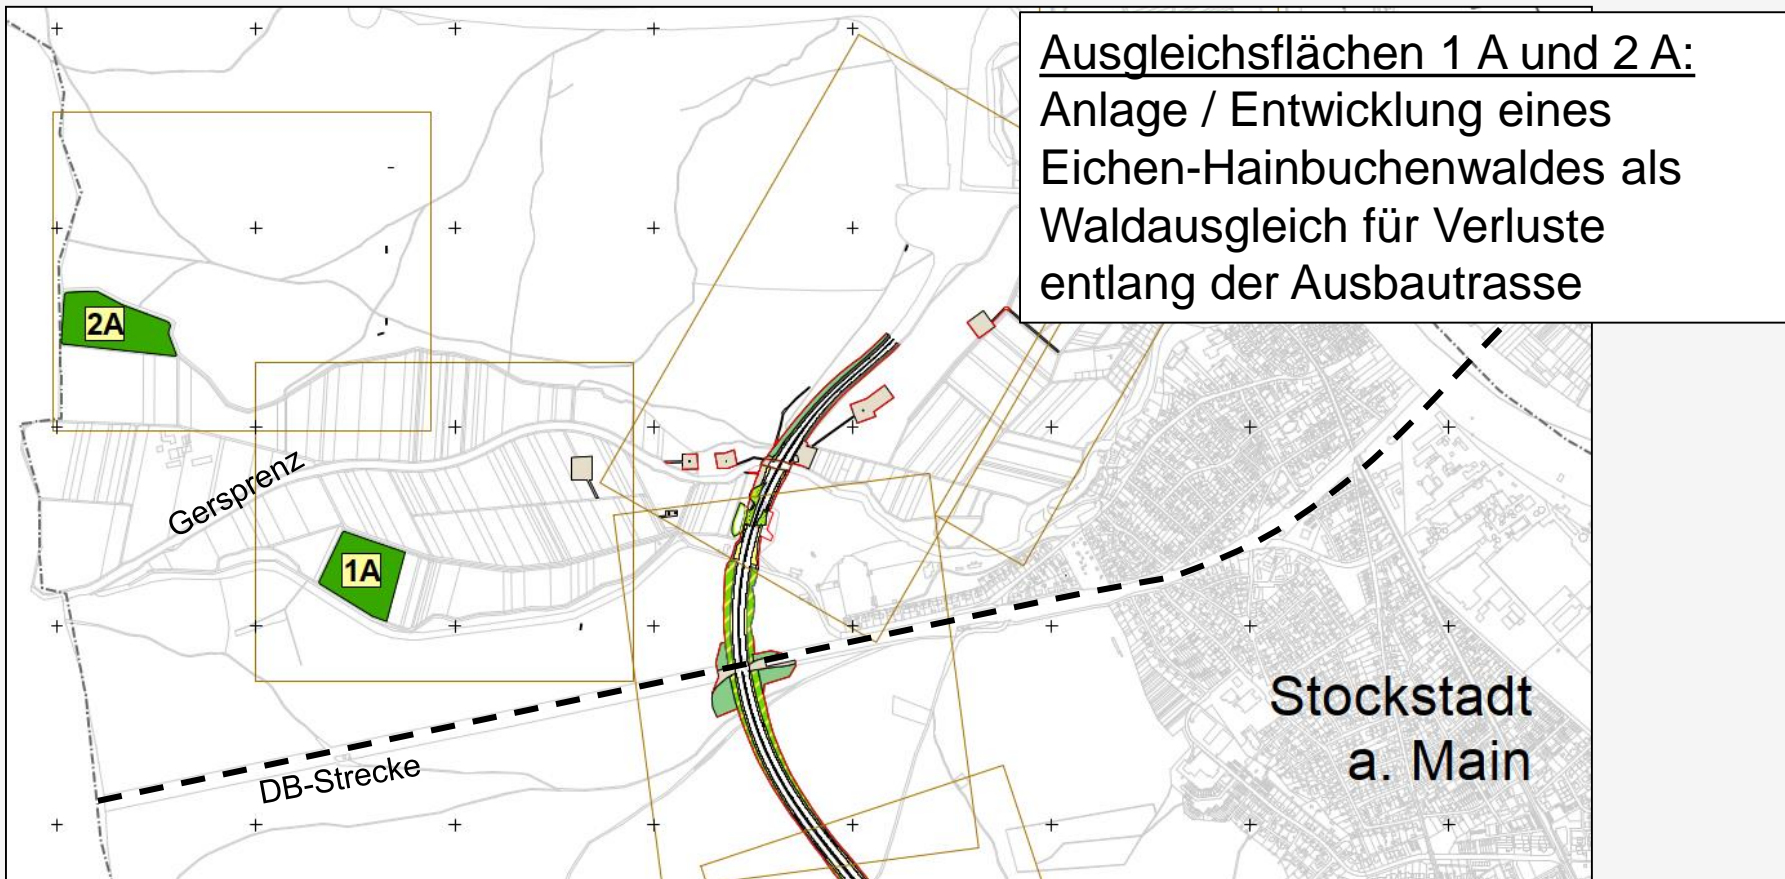 Ausgleichsflächen 1 A und 2 A:
Anlage / Entwicklung eines
Eichen-Hainbuchenwaldes als
Waldausgleich für Verluste
entlang der Ausbautrasse
2A
Gersprenz
1A
DB-Strecke
Stockstadt
a. Main